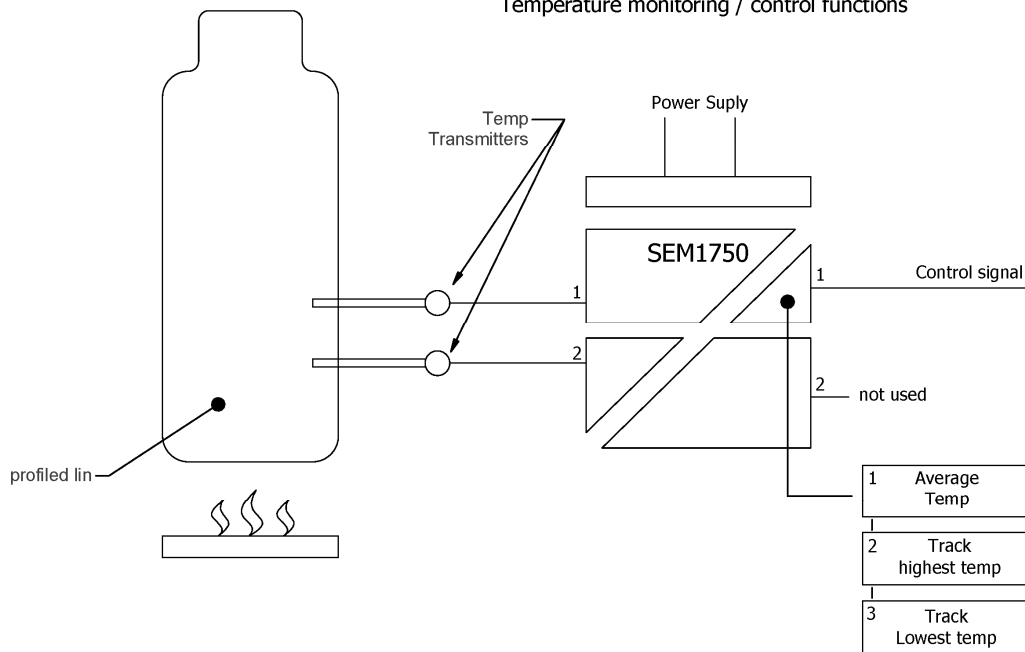 Temperature monitoring / control functions
Power Suply
Temp
Transmitters
SEM1750
1
1
Control signal
2
2
not used
profiled lin
1
Average
Temp
2
Track
highest temp
3
Track
Lowest temp